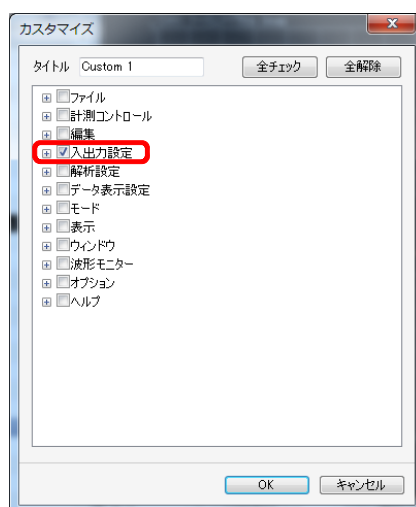 カスタマイズ
タイトル Custom 1 全チェック 全解除
ファイル
計測コントロール
編集
入出力設定
解析設定
データ表示設定
モード
表示
ウィンドウ
波形モニター
オプション
ヘルプ
OK キャンセル